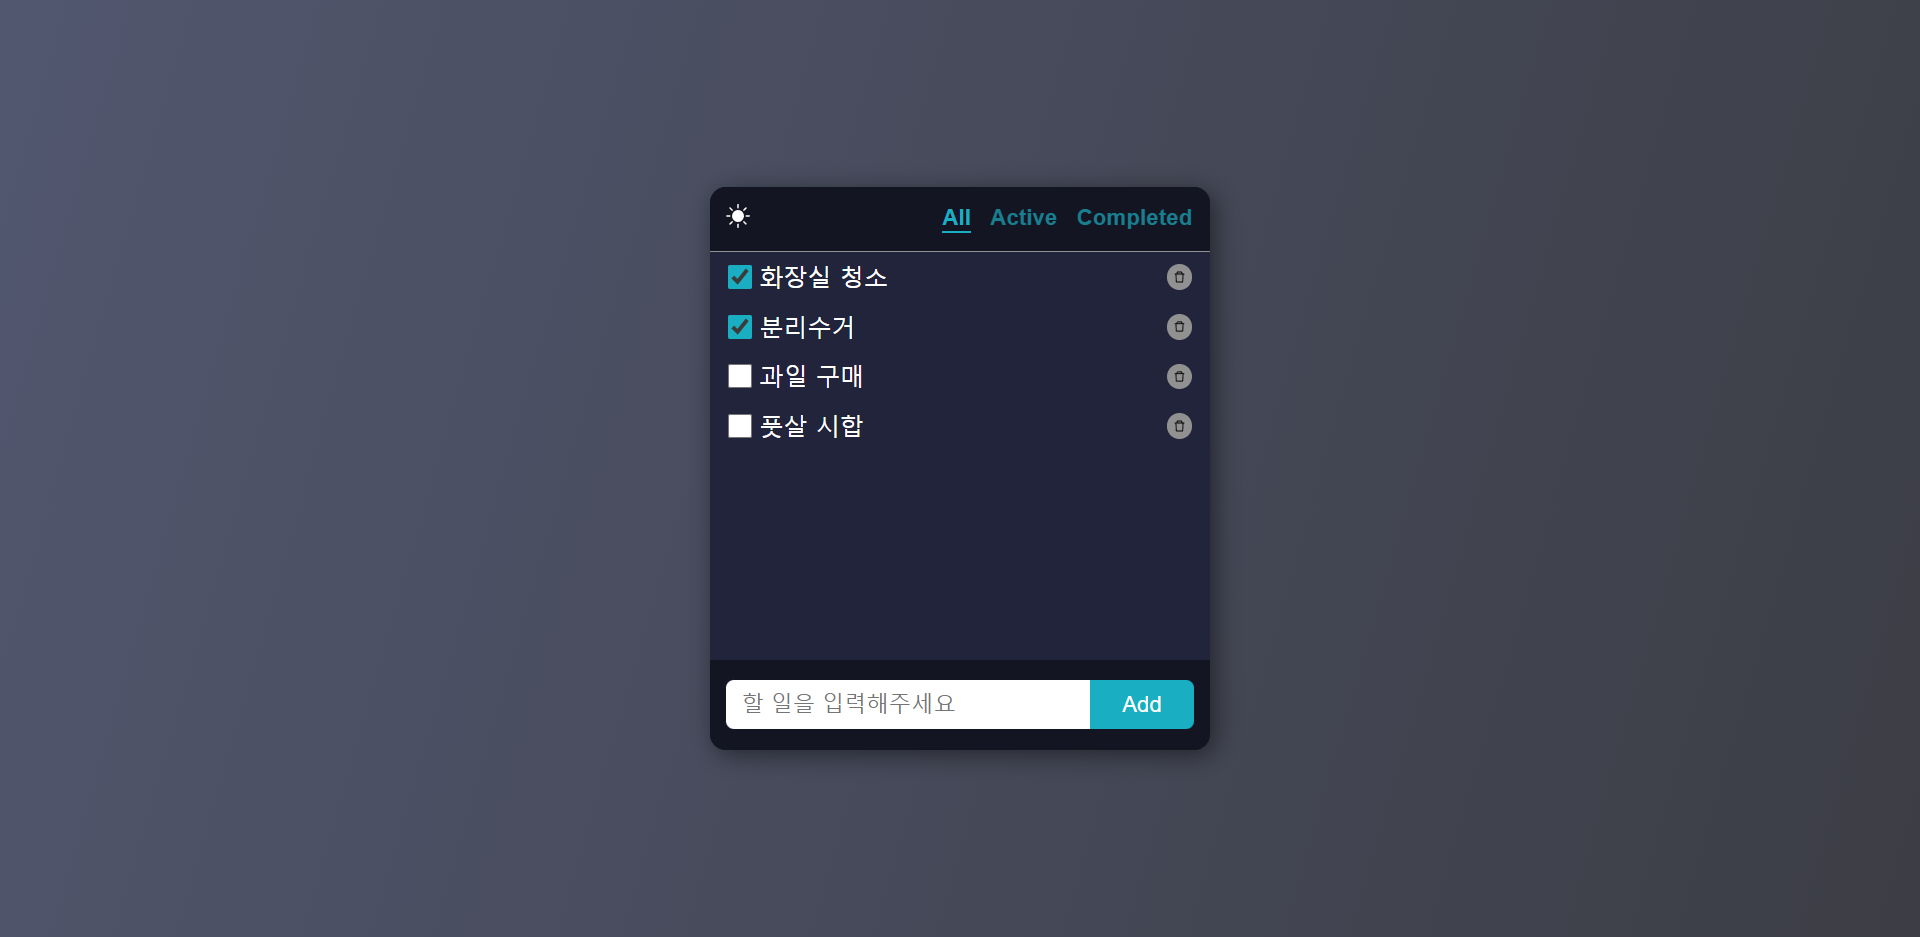 All Active Completed
화장실 청소
분리수거
과일 구매
풋살 시합
할 일을 입력해주세요 Add